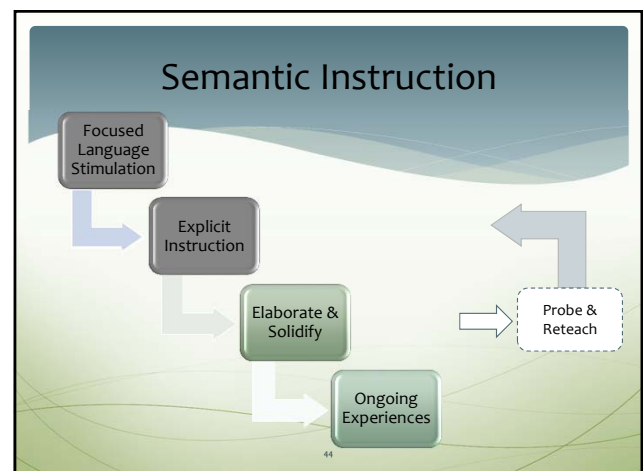 Semantic Instruction
Focused
Language
Stimulation
Explicit
Instruction
Elaborate &
Solidify
Probe &
Reteach
Ongoing
Experiences
44